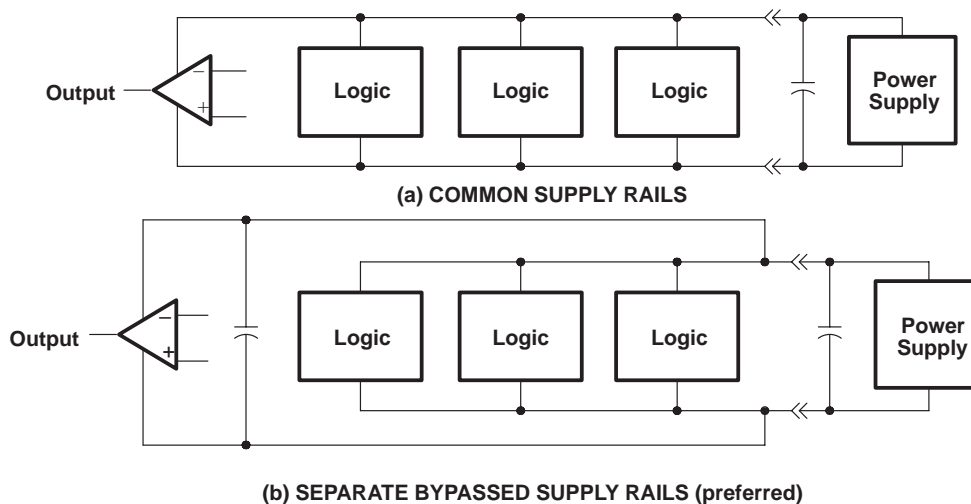 Output
−
+
Logic
Logic
Logic
Power
Supply
(a) COMMON SUPPLY RAILS
Output
−
+
Logic
Logic
Logic
Power
Supply
(b) SEPARATE BYPASSED SUPPLY RAILS (preferred)